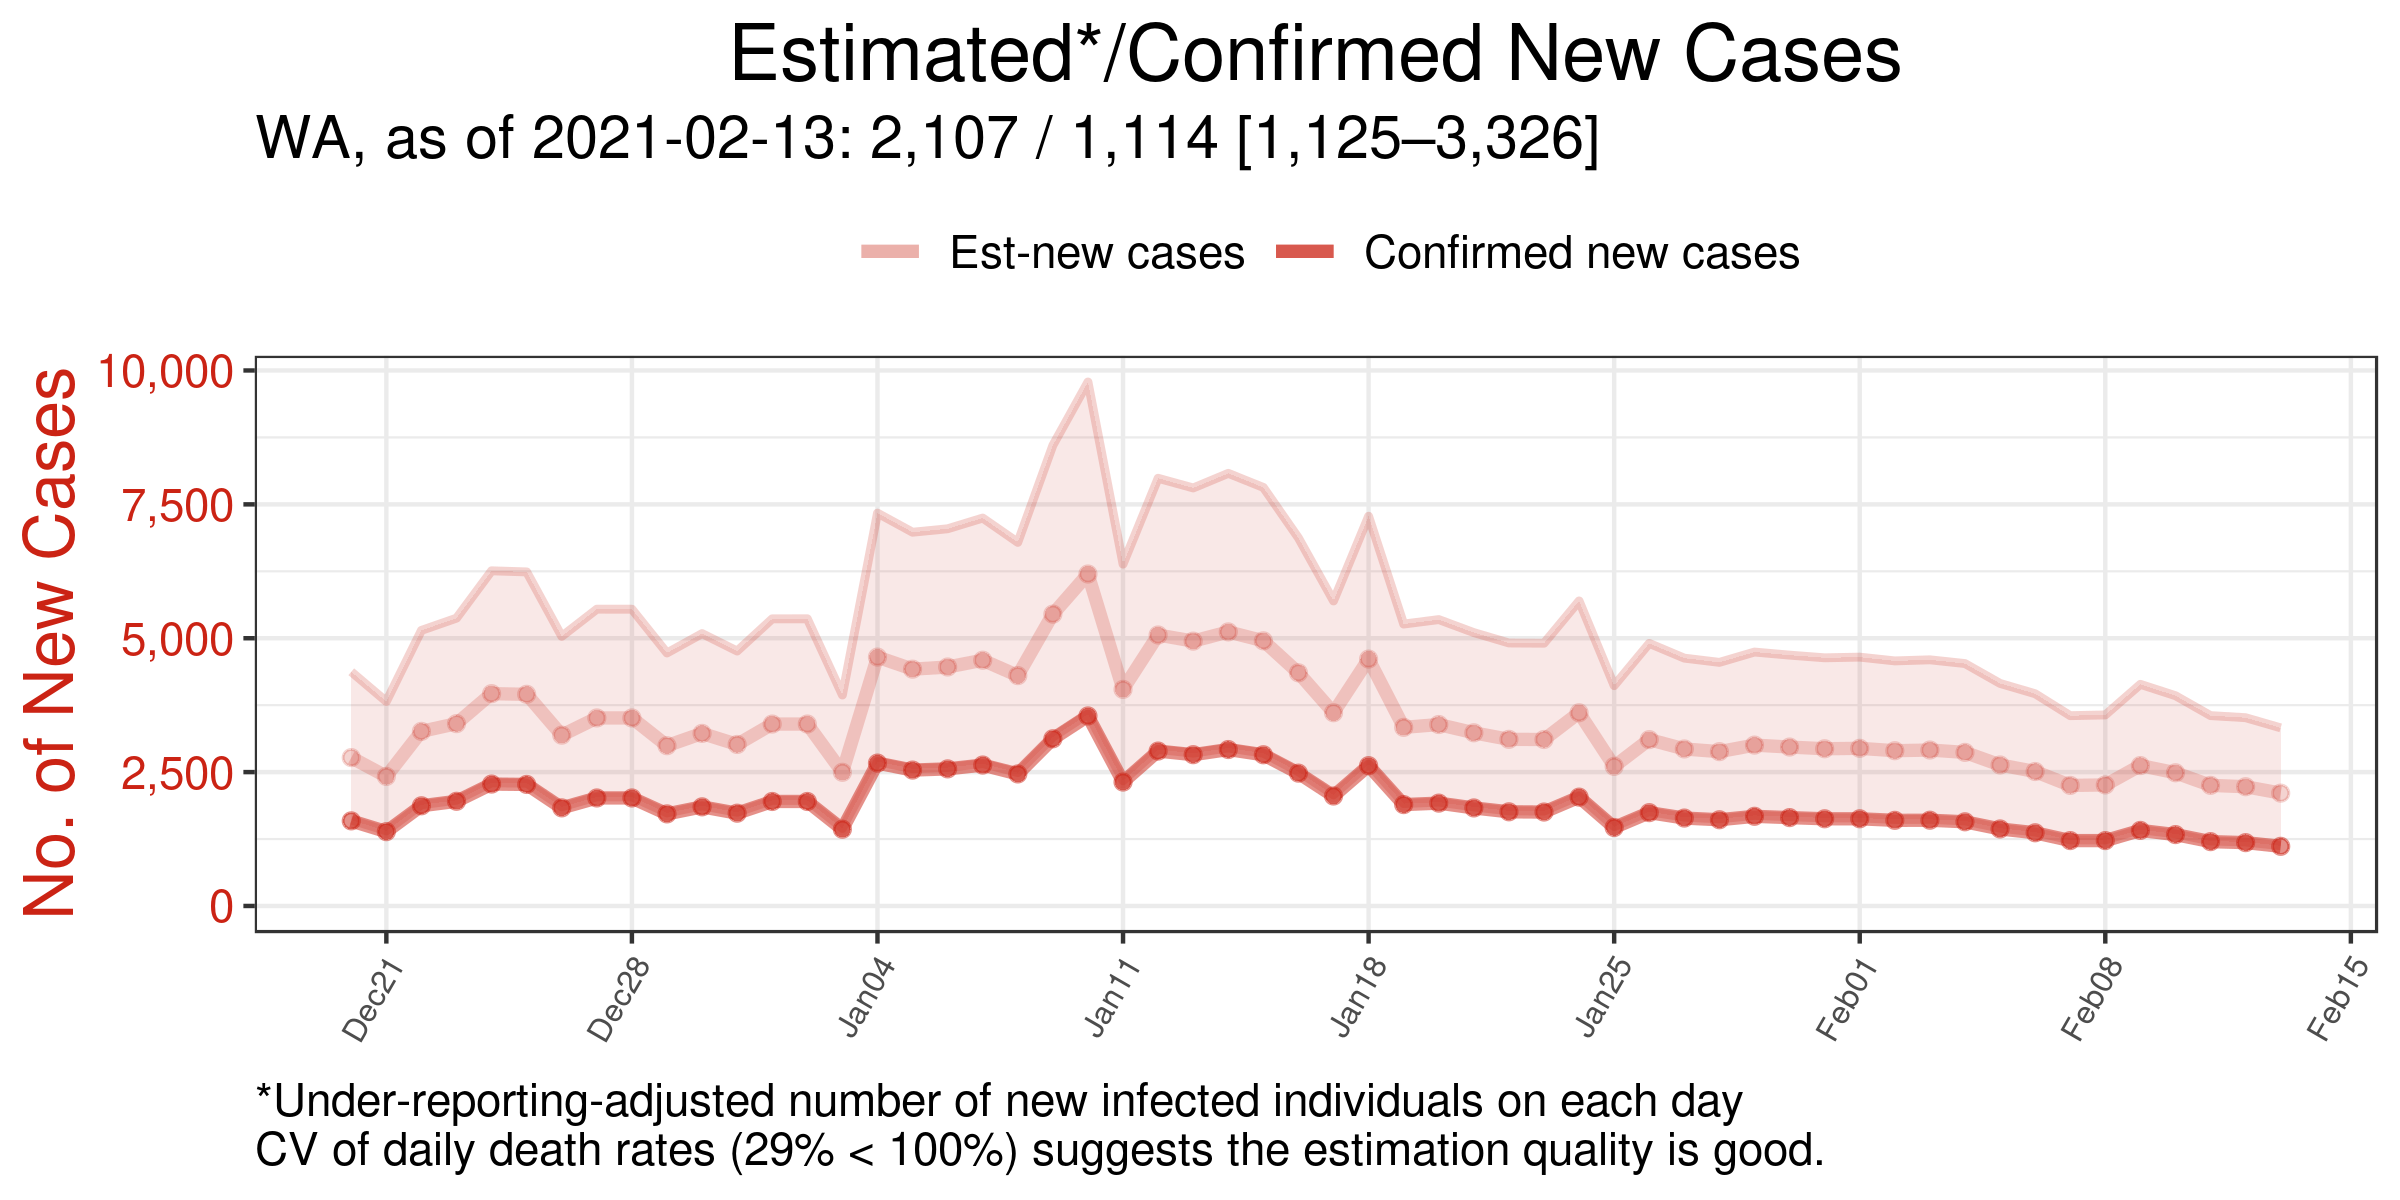 Estimated*/Confirmed New Cases
WA, as of 2021-02-13: 2,107 / 1,114 [1,125–3,326]
Est-new cases
Confirmed new cases
No. of New Cases
10,000
7,500
5,000
2,500
0
Dec21
Dec28
Jan04
Jan11
Jan18
Jan25
Feb01
Feb08
Feb15
*Under-reporting-adjusted number of new infected individuals on each day
CV of daily death rates (29% < 100%) suggests the estimation quality is good.